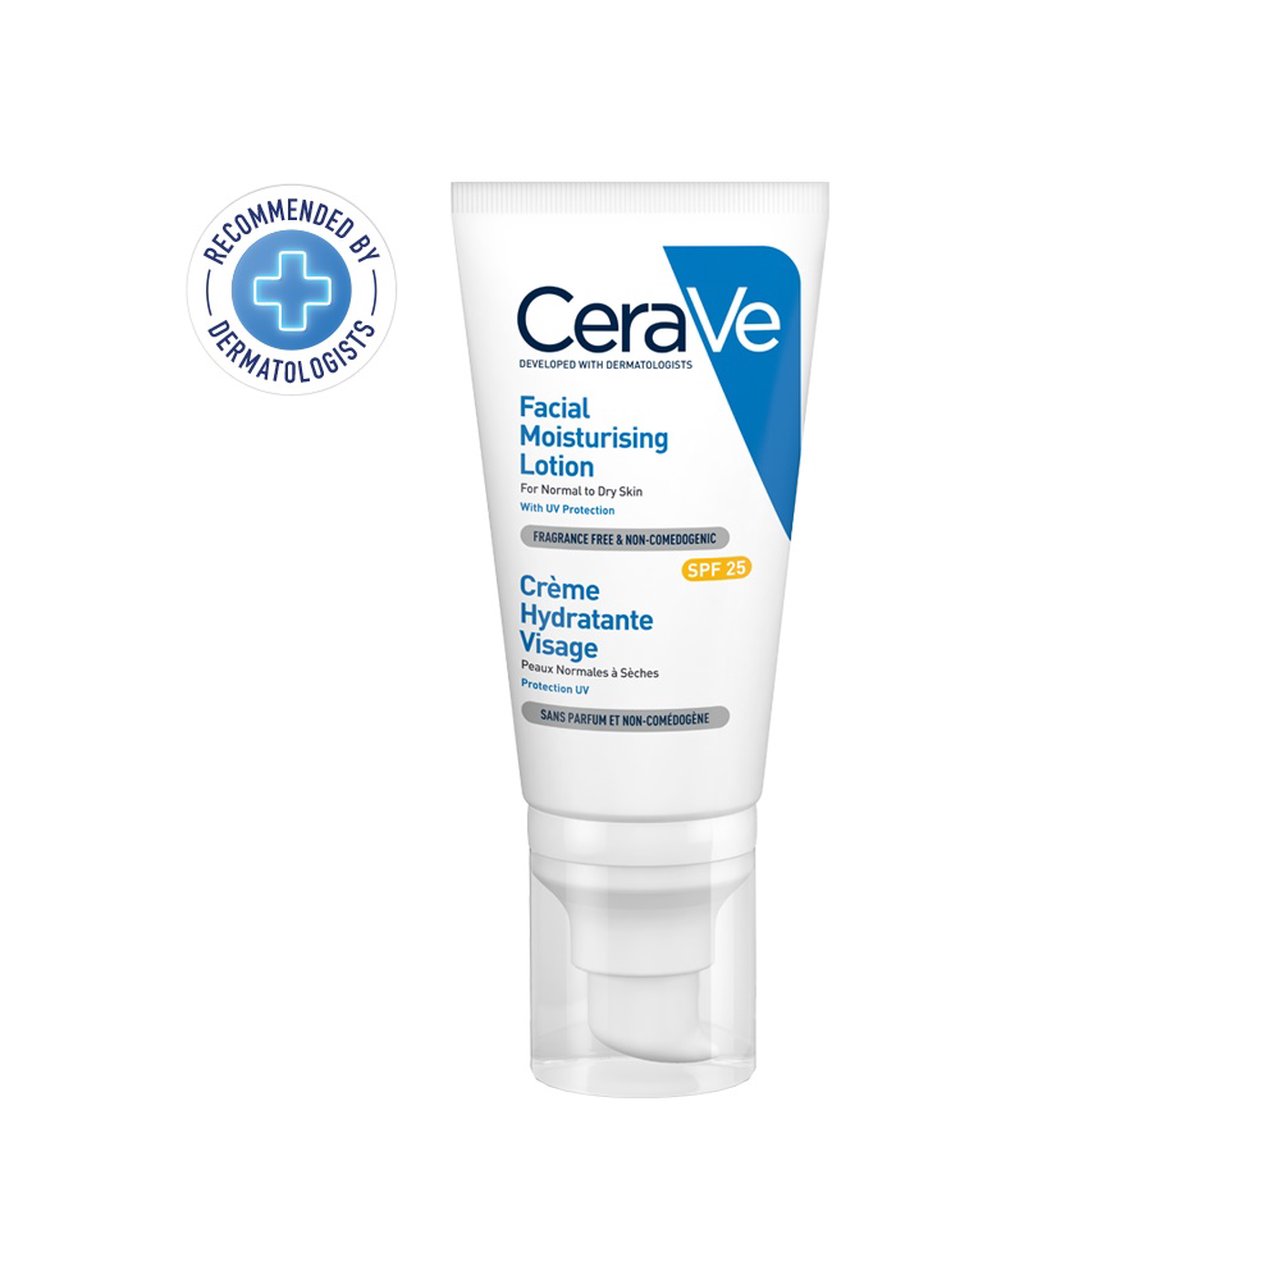 RECOMMENDED BY
DERMATOLOGISTS
CeraVe
DEVELOPED WITH DERMATOLOGISTS
Facial
Moisturising
Lotion
For Normal to Dry Skin
With UV Protection
FRAGRANCE FREE & NON-COMEDOGENIC
SPF 25
Crème
Hydratante
Visage
Peaux Normales à Sèches
Protection UV
SANS PARFUM ET NON-COMÉDOGÈNE